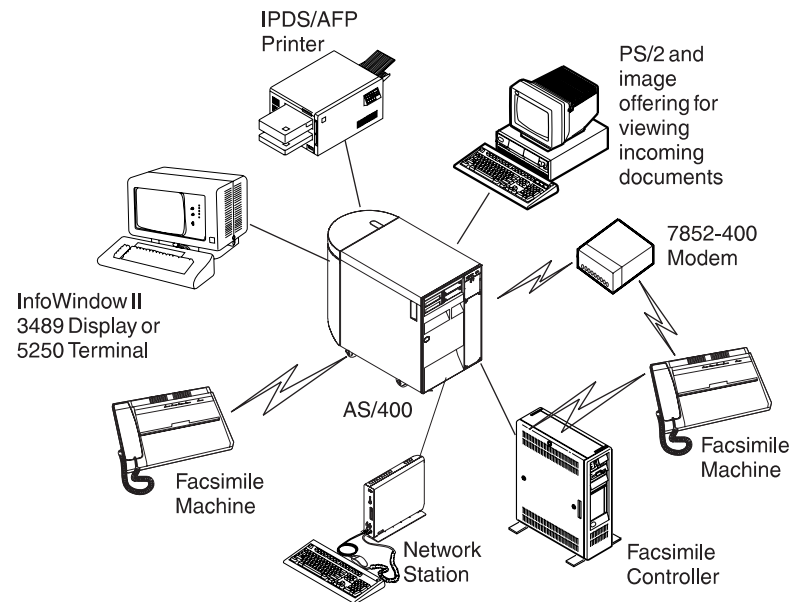 IPDS/AFP
Printer
PS/2 and
image
offering for
viewing
incoming
documents
7852-400
Modem
InfoWindow II
3489 Display or
5250 Terminal
AS/400
Facsimile
Machine
Facsimile
Machine
Network
Station
Facsimile
Controller